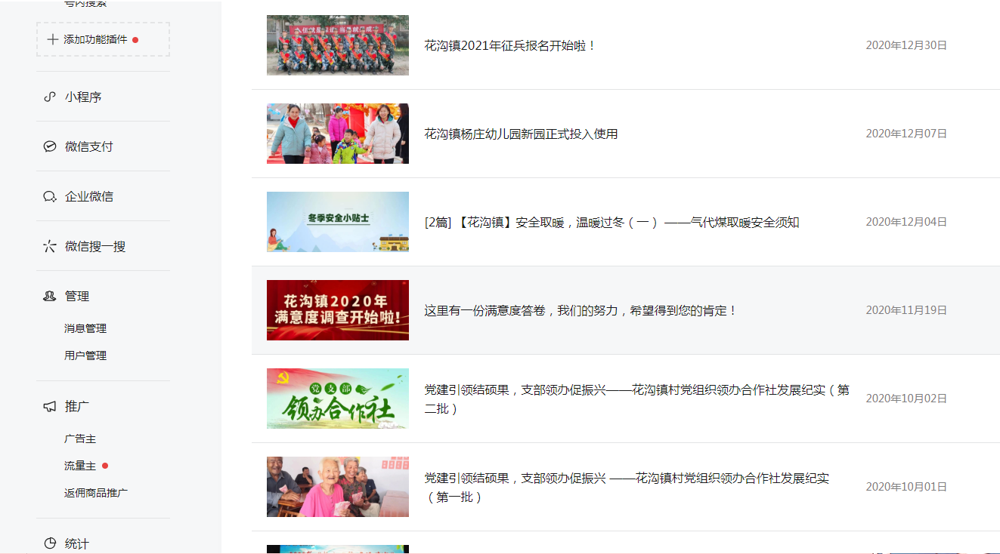 号内搜索
添加功能插件
小程序
微信支付
企业微信
微信搜一搜
管理
消息管理
用户管理
推广
广告主
流量主
返佣商品推广
统计
花沟镇2021年征兵报名开始啦！
2020年12月30日
花沟镇杨庄幼儿园新园正式投入使用
2020年12月07日
冬季安全小贴士
[2篇] 【花沟镇】安全取暖，温暖过冬（一） ——气代煤取暖安全须知
2020年12月04日
花沟镇2020年
满意度调查开始啦!
这里有一份满意度答卷，我们的努力，希望得到您的肯定！
2020年11月19日
党支部
领办合作社
党建引领结硕果，支部领办促振兴——花沟镇村党组织领办合作社发展纪实（第
二批）
2020年10月02日
党建引领结硕果，支部领办促振兴 ——花沟镇村党组织领办合作社发展纪实
（第一批）
2020年10月01日